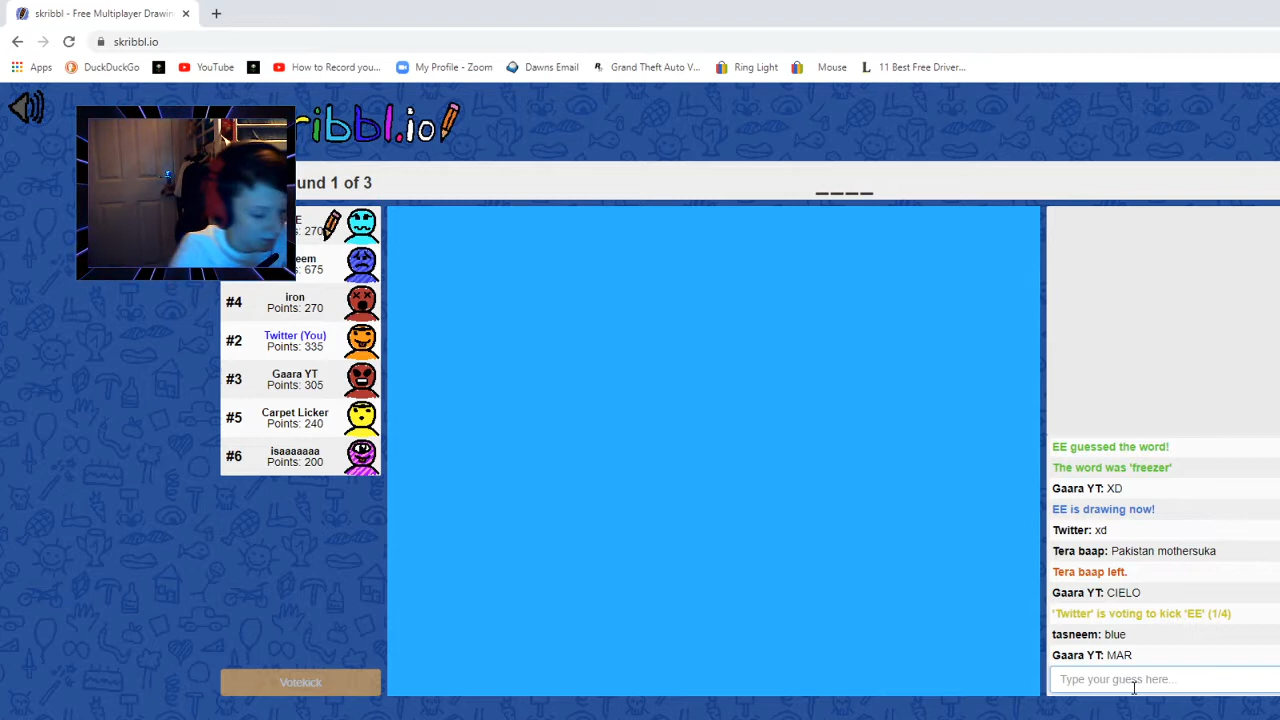 skribbl - Free Multiplayer Drawin
skribbl.io
Apps DuckDuckGo YouTube How to Record you... My Profile - Zoom Dawns Email Grand Theft Auto V... Ring Light Mouse 11 Best Free Driver...
ribbl.io
und 1 of 3
_ _ _ _
E
270
eem
675
#4 iron
Points: 270
#2 Twitter (You)
Points: 335
#3 Gaara YT
Points: 305
#5 Carpet Licker
Points: 240
#6 isaaaaaaa
Points: 200
Votekick
EE guessed the word!
The word was 'freezer'
Gaara YT: XD
EE is drawing now!
Twitter: xd
Tera baap: Pakistan mothersuka
Tera baap left.
Gaara YT: CIELO
'Twitter' is voting to kick 'EE' (1/4)
tasneem: blue
Gaara YT: MAR
Type your guess here...